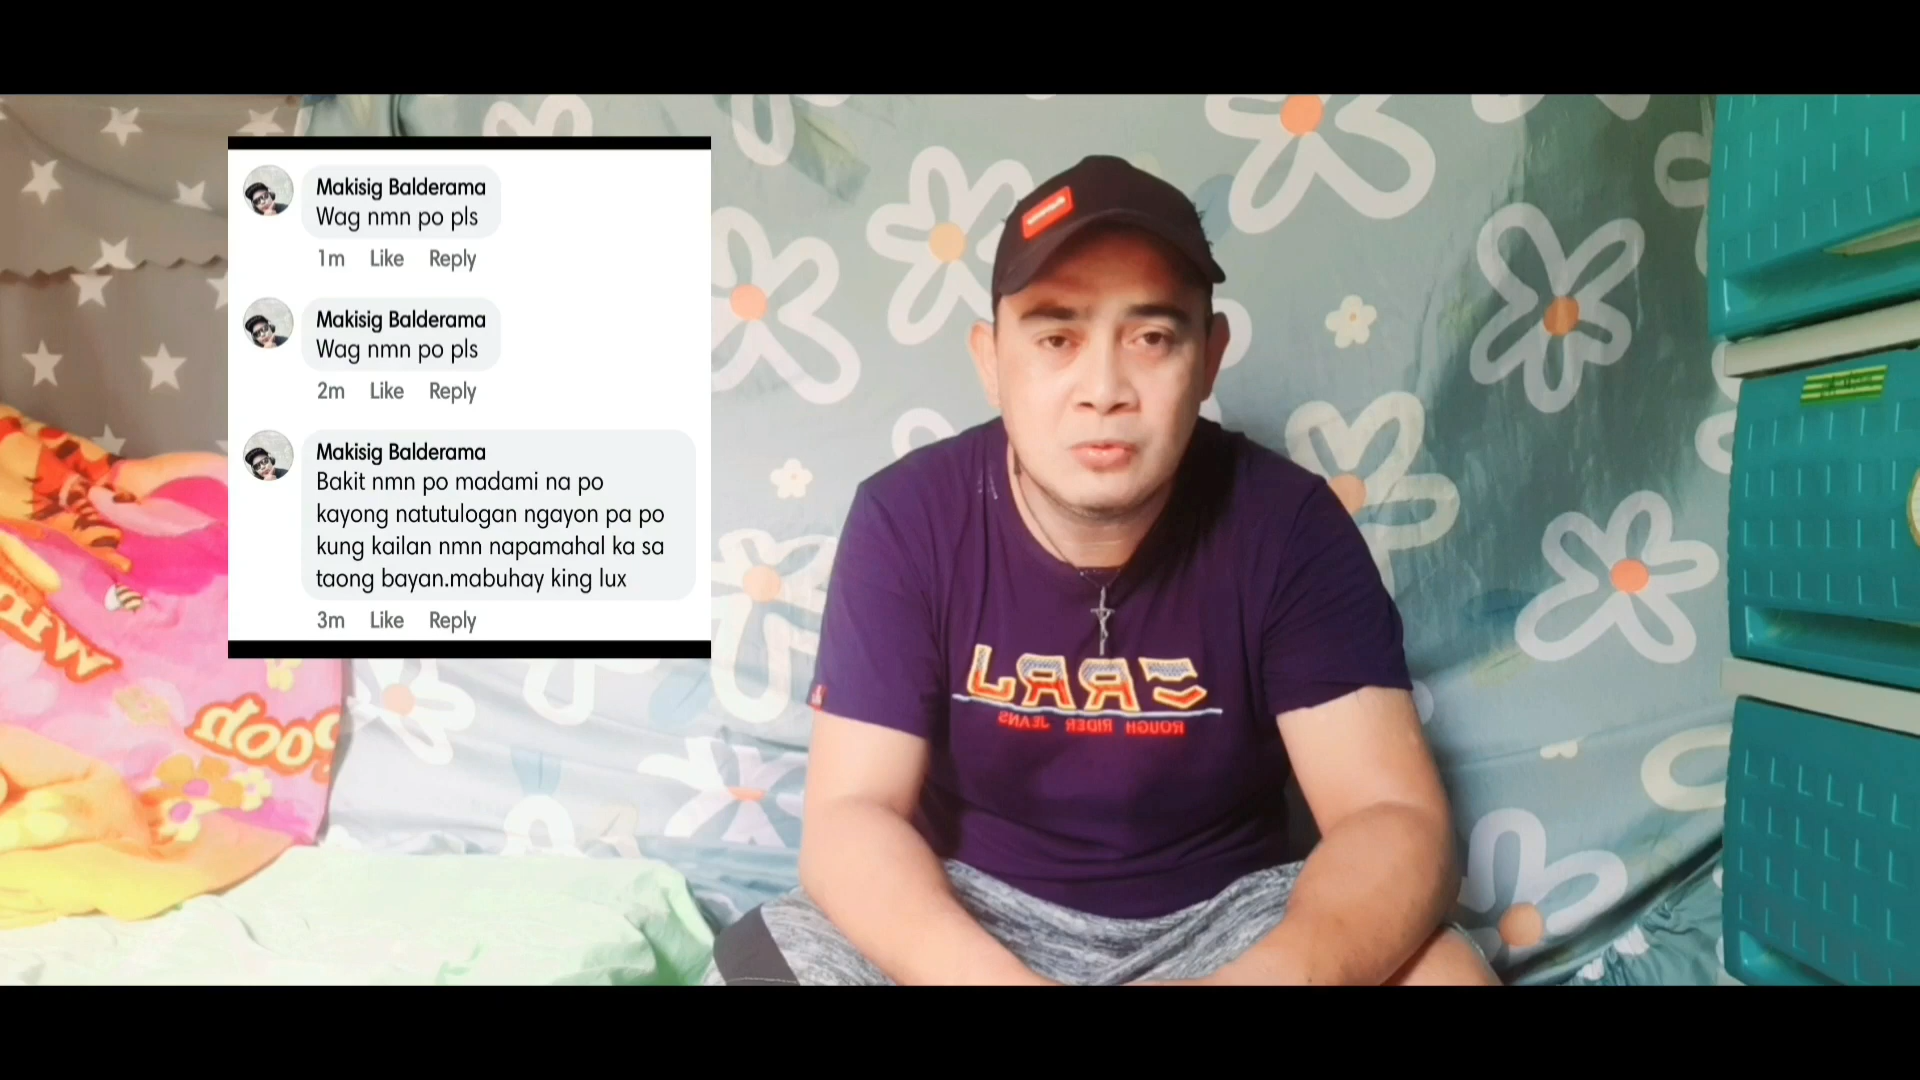 Makisig Balderama
Wag nmn po pls
1m Like Reply
Makisig Balderama
Wag nmn po pls
2m Like Reply
Makisig Balderama
Bakit nmn po madami na po
kayong natutulogan ngayon pa po
kung kailan nmn napamahal ka sa
taong bayan.mabuhay king lux
3m Like Reply
ROUGH RIDER JEANS
pooh